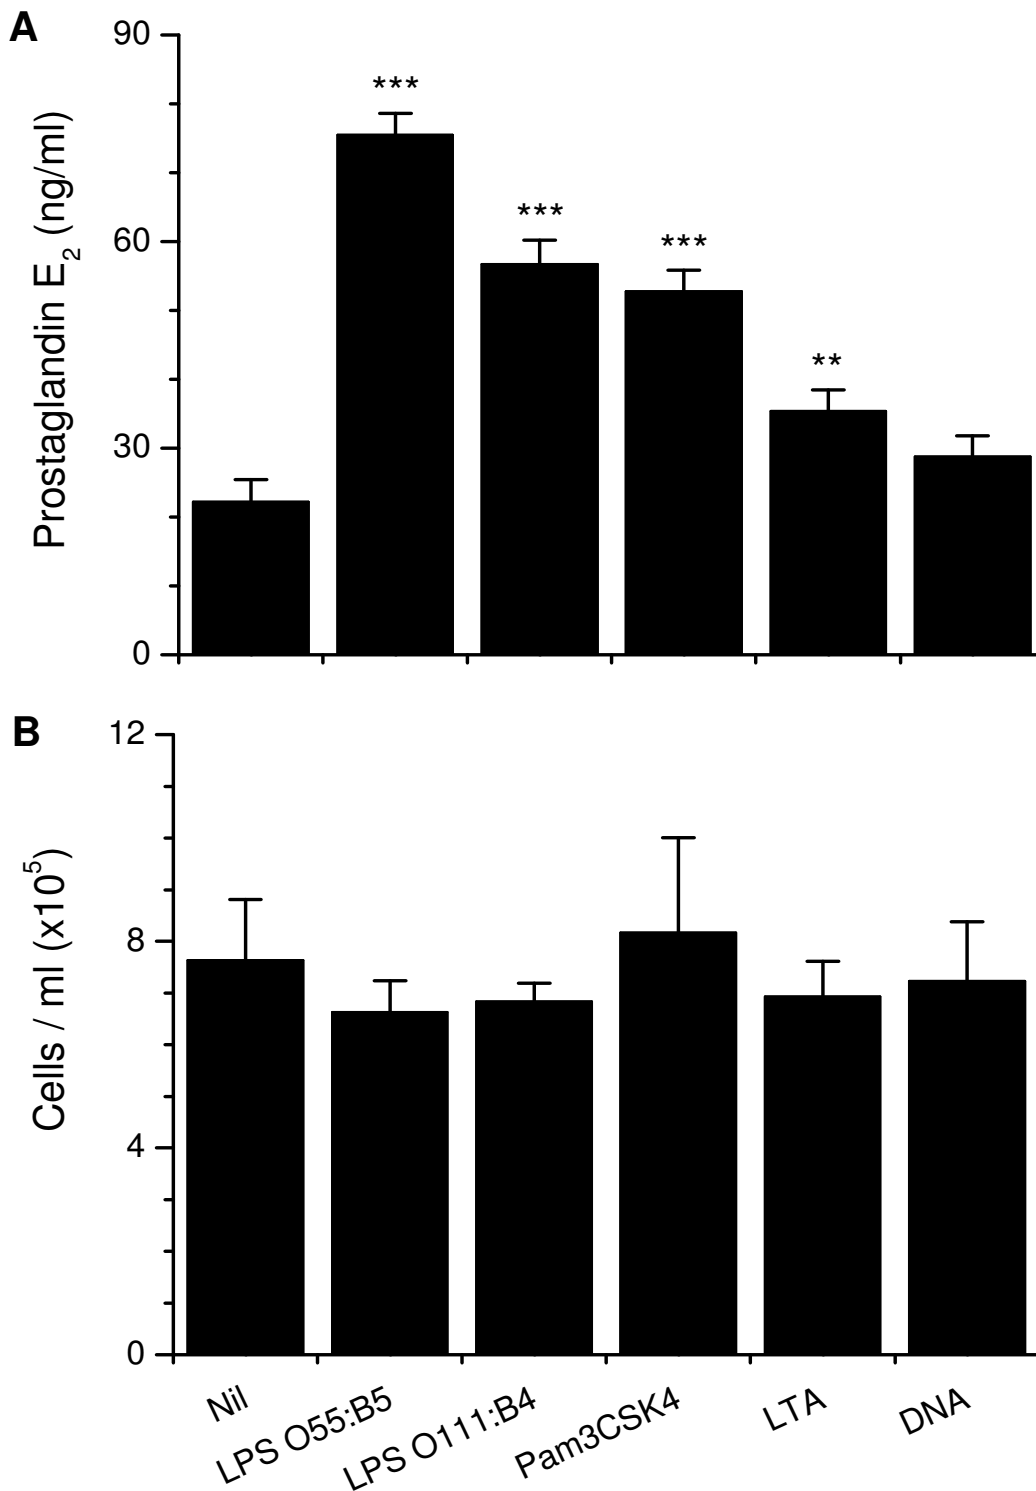 A
90
60
30
0
Prostaglandin E₂ (ng/ml)
***
***
***
**
B
12
8
4
0
Cells / ml (x10⁵)
Nil
LPS O55:B5
LPS O111:B4
Pam3CSK4
LTA
DNA